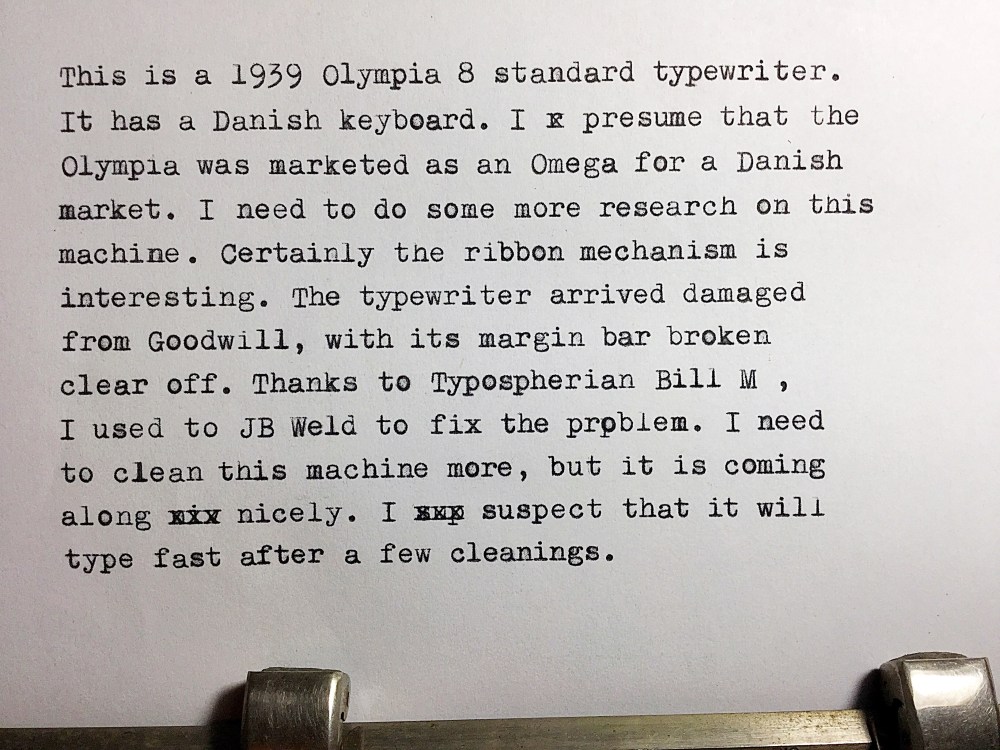 This is a 1939 Olympia 8 standard typewriter.
It has a Danish keyboard. I x presume that the
Olympia was marketed as an Omega for a Danish
market. I need to do some more research on this
machine. Certainly the ribbon mechanism is
interesting. The typewriter arrived damaged
from Goodwill, with its margin bar broken
clear off. Thanks to Typospherian Bill M ,
I used to JB Weld to fix the prpblem. I need
to clean this machine more, but it is coming
along nicely. I suspect that it will
type fast after a few cleanings.